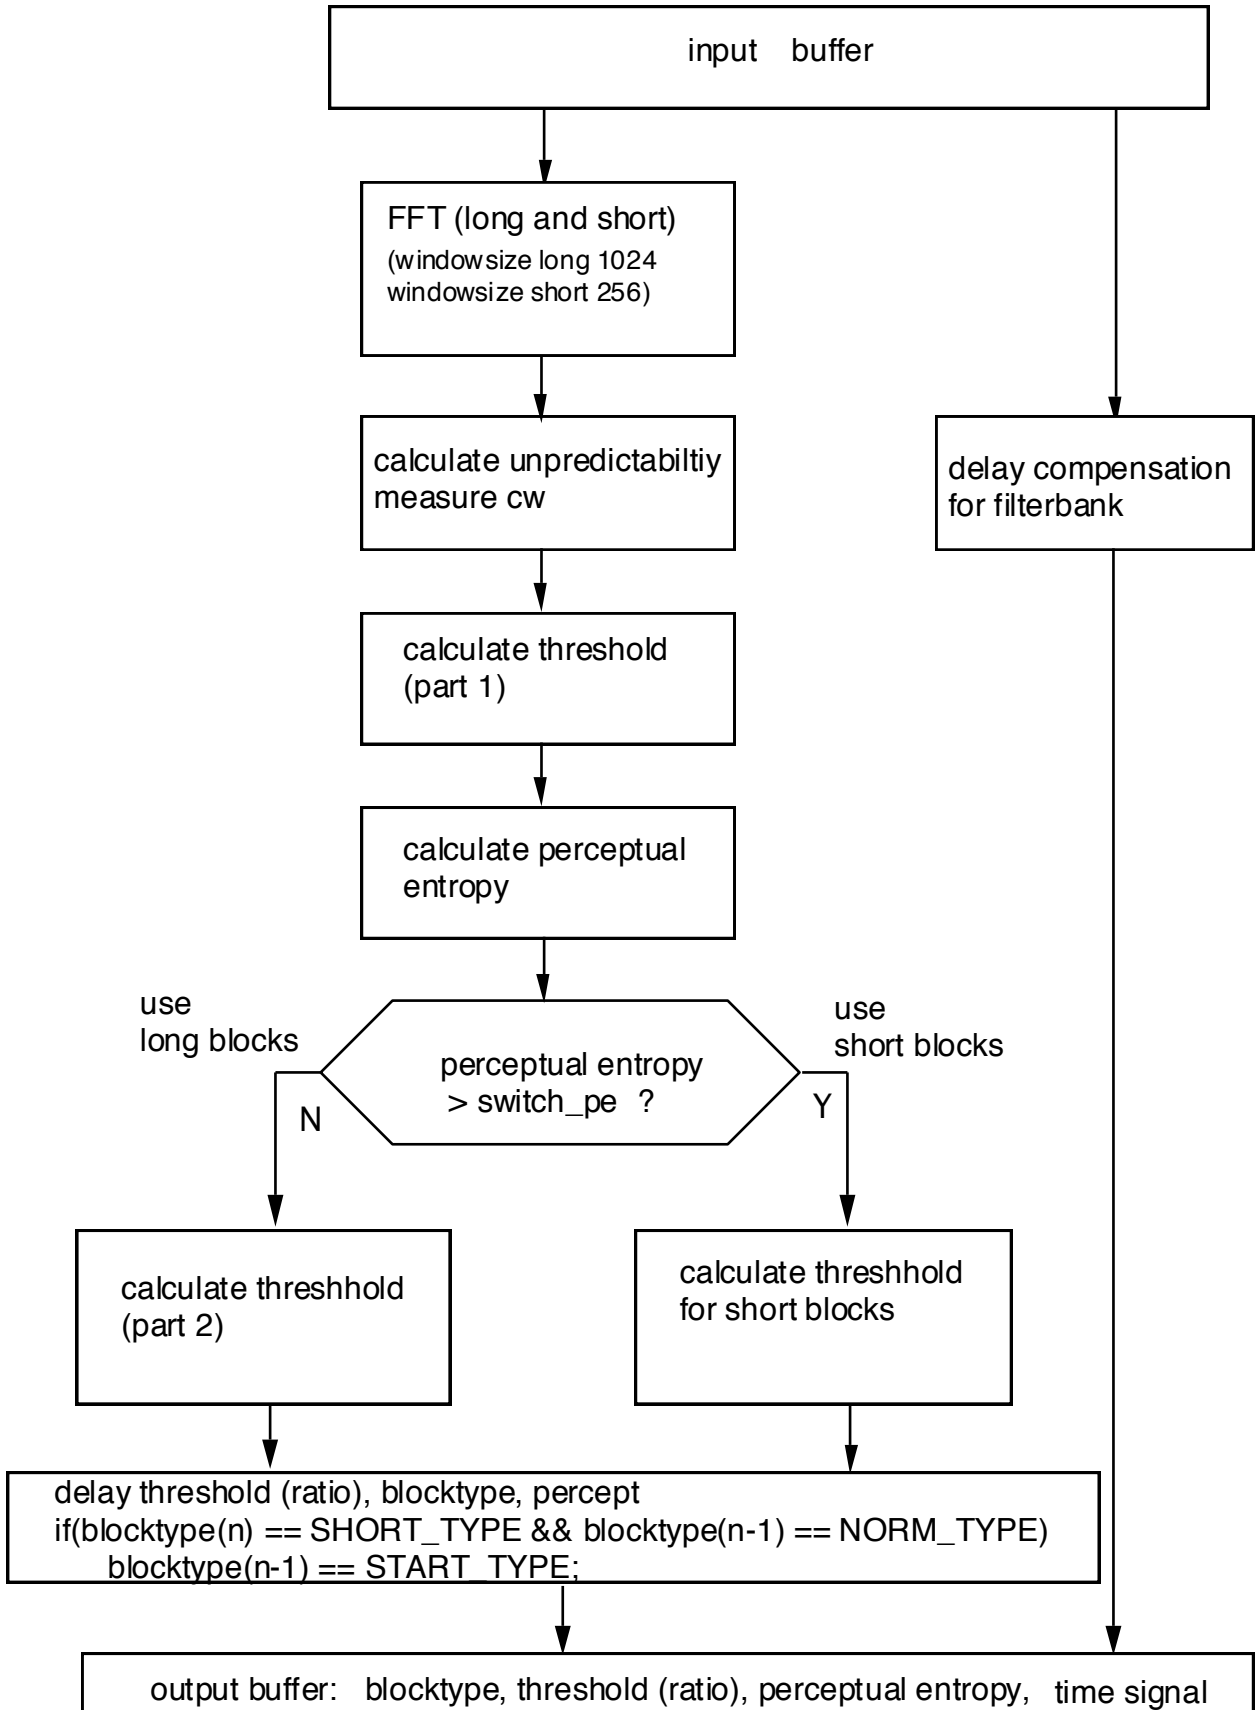 input buffer
FFT (long and short)
(windowsize long 1024
windowsize short 256)
calculate unpredictabiltiy
measure cw
delay compensation
for filterbank
calculate threshold
(part 1)
calculate perceptual
entropy
use
long blocks
use
short blocks
perceptual entropy
> switch_pe ?
N
Y
calculate threshhold
(part 2)
calculate threshhold
for short blocks
delay threshold (ratio), blocktype, percept
if(blocktype(n) == SHORT_TYPE && blocktype(n-1) == NORM_TYPE)
blocktype(n-1) == START_TYPE;
output buffer: blocktype, threshold (ratio), perceptual entropy, time signal